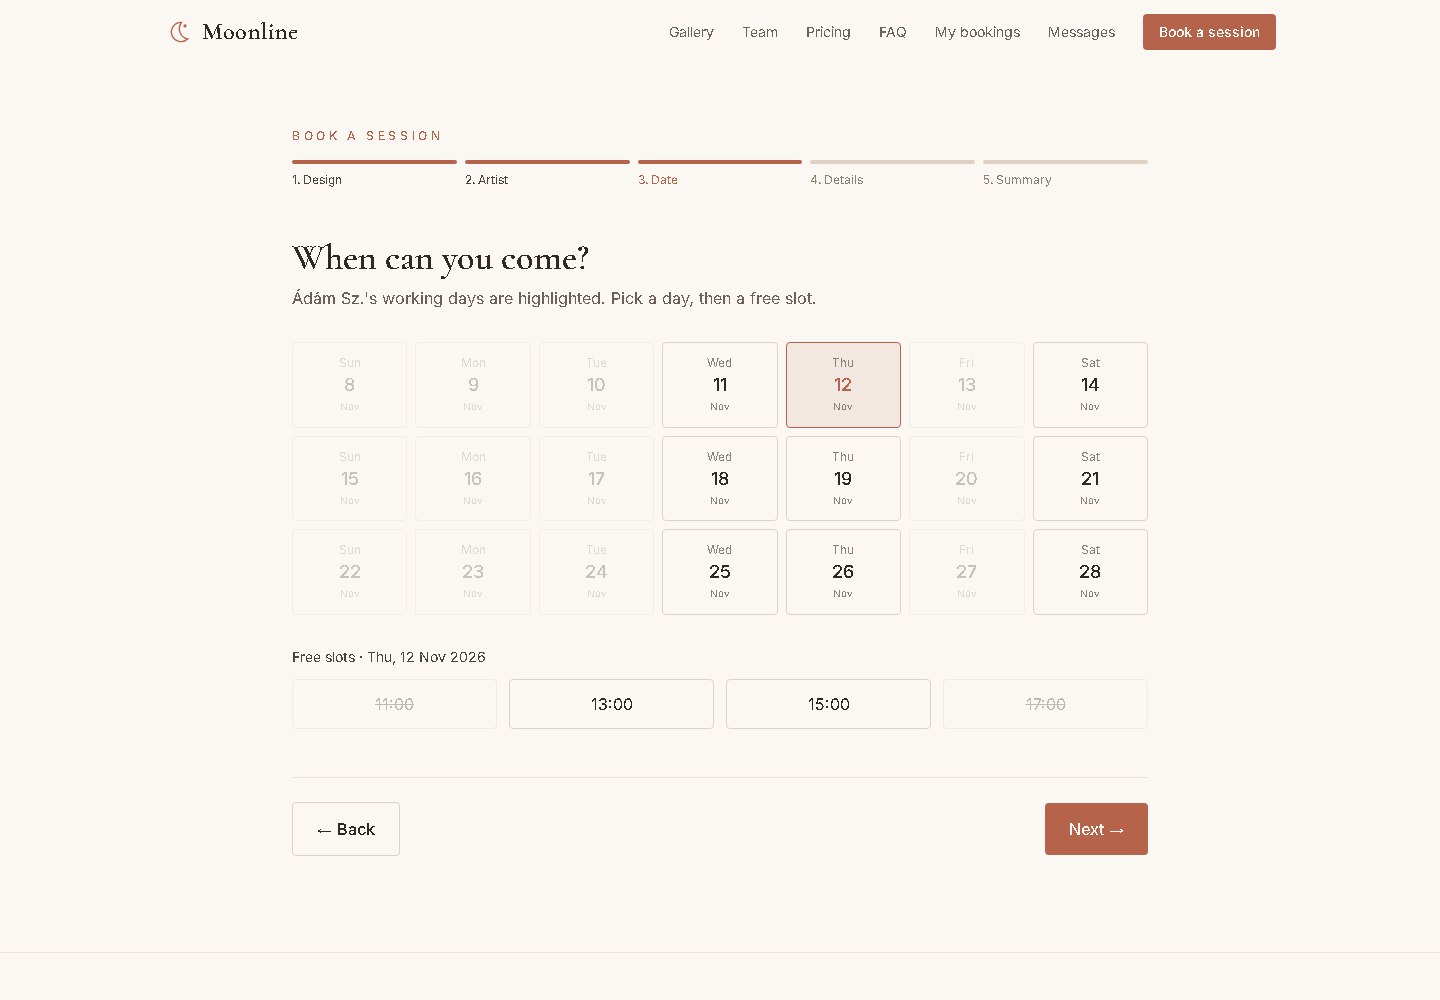 Moonline
Gallery Team Pricing FAQ My bookings Messages Book a session
BOOK A SESSION
1. Design 2. Artist 3. Date 4. Details 5. Summary
When can you come?
Ádám Sz.'s working days are highlighted. Pick a day, then a free slot.
Sun Mon Tue Wed Thu Fri Sat
8 9 10 11 12 13 14
Nov Nov Nov Nov Nov Nov Nov
Sun Mon Tue Wed Thu Fri Sat
15 16 17 18 19 20 21
Nov Nov Nov Nov Nov Nov Nov
Sun Mon Tue Wed Thu Fri Sat
22 23 24 25 26 27 28
Nov Nov Nov Nov Nov Nov Nov
Free slots · Thu, 12 Nov 2026
11:00 13:00 15:00 17:00
← Back Next →